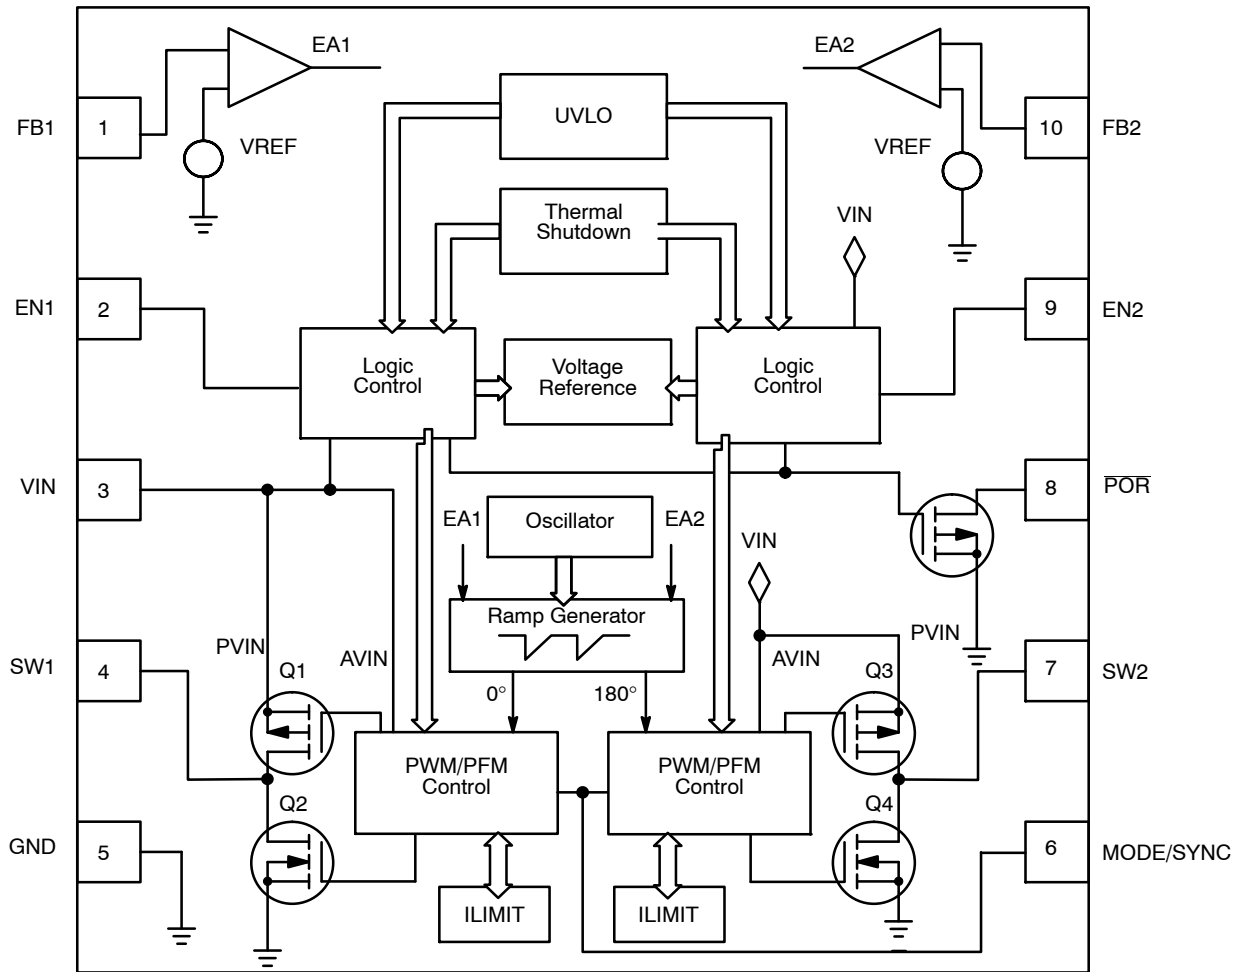 EA1
EA2
UVLO
FB1
1
10
FB2
VREF
VREF
Thermal
Shutdown
VIN
EN1
2
9
EN2
Logic
Control
Voltage
Reference
Logic
Control
VIN
3
8
POR
EA1
Oscillator
EA2
VIN
Ramp Generator
PVIN
AVIN
AVIN
PVIN
SW1
4
7
SW2
Q1
0°
180°
Q3
PWM/PFM
Control
PWM/PFM
Control
Q2
Q4
GND
5
6
MODE/SYNC
ILIMIT
ILIMIT